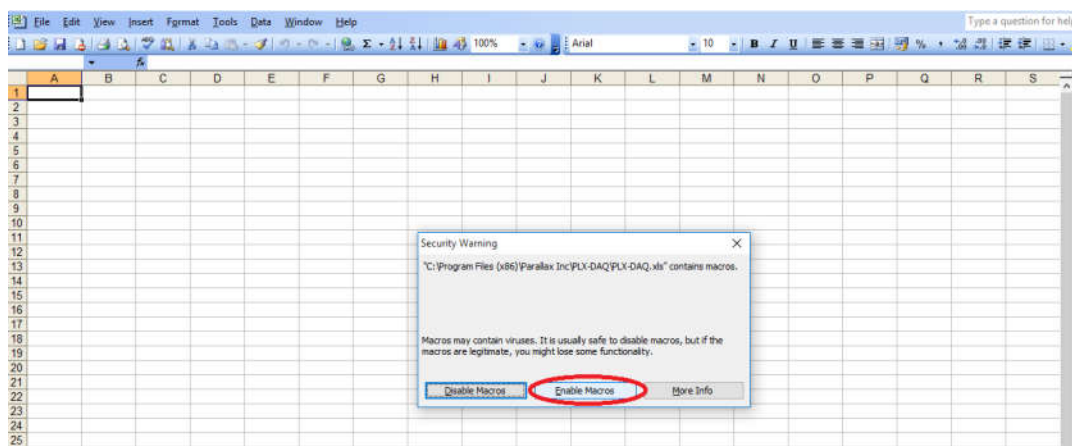 File Edit View Insert Format Tools Data Window Help Type a question for hel
100% Arial 10 B I U %
fx
A B C D E F G H I J K L M N O P Q R S
1
2
3
4
5
6
7
8
9
10
11
12
13
14
15
16
17
18
19
20
21
22
23
24
25
Security Warning
"C:\Program Files (x86)\Parallax Inc\PLX-DAQ\PLX-DAQ.xls" contains macros.
Macros may contain viruses. It is usually safe to disable macros, but if the
macros are legitimate, you might lose some functionality.
Disable Macros Enable Macros More Info